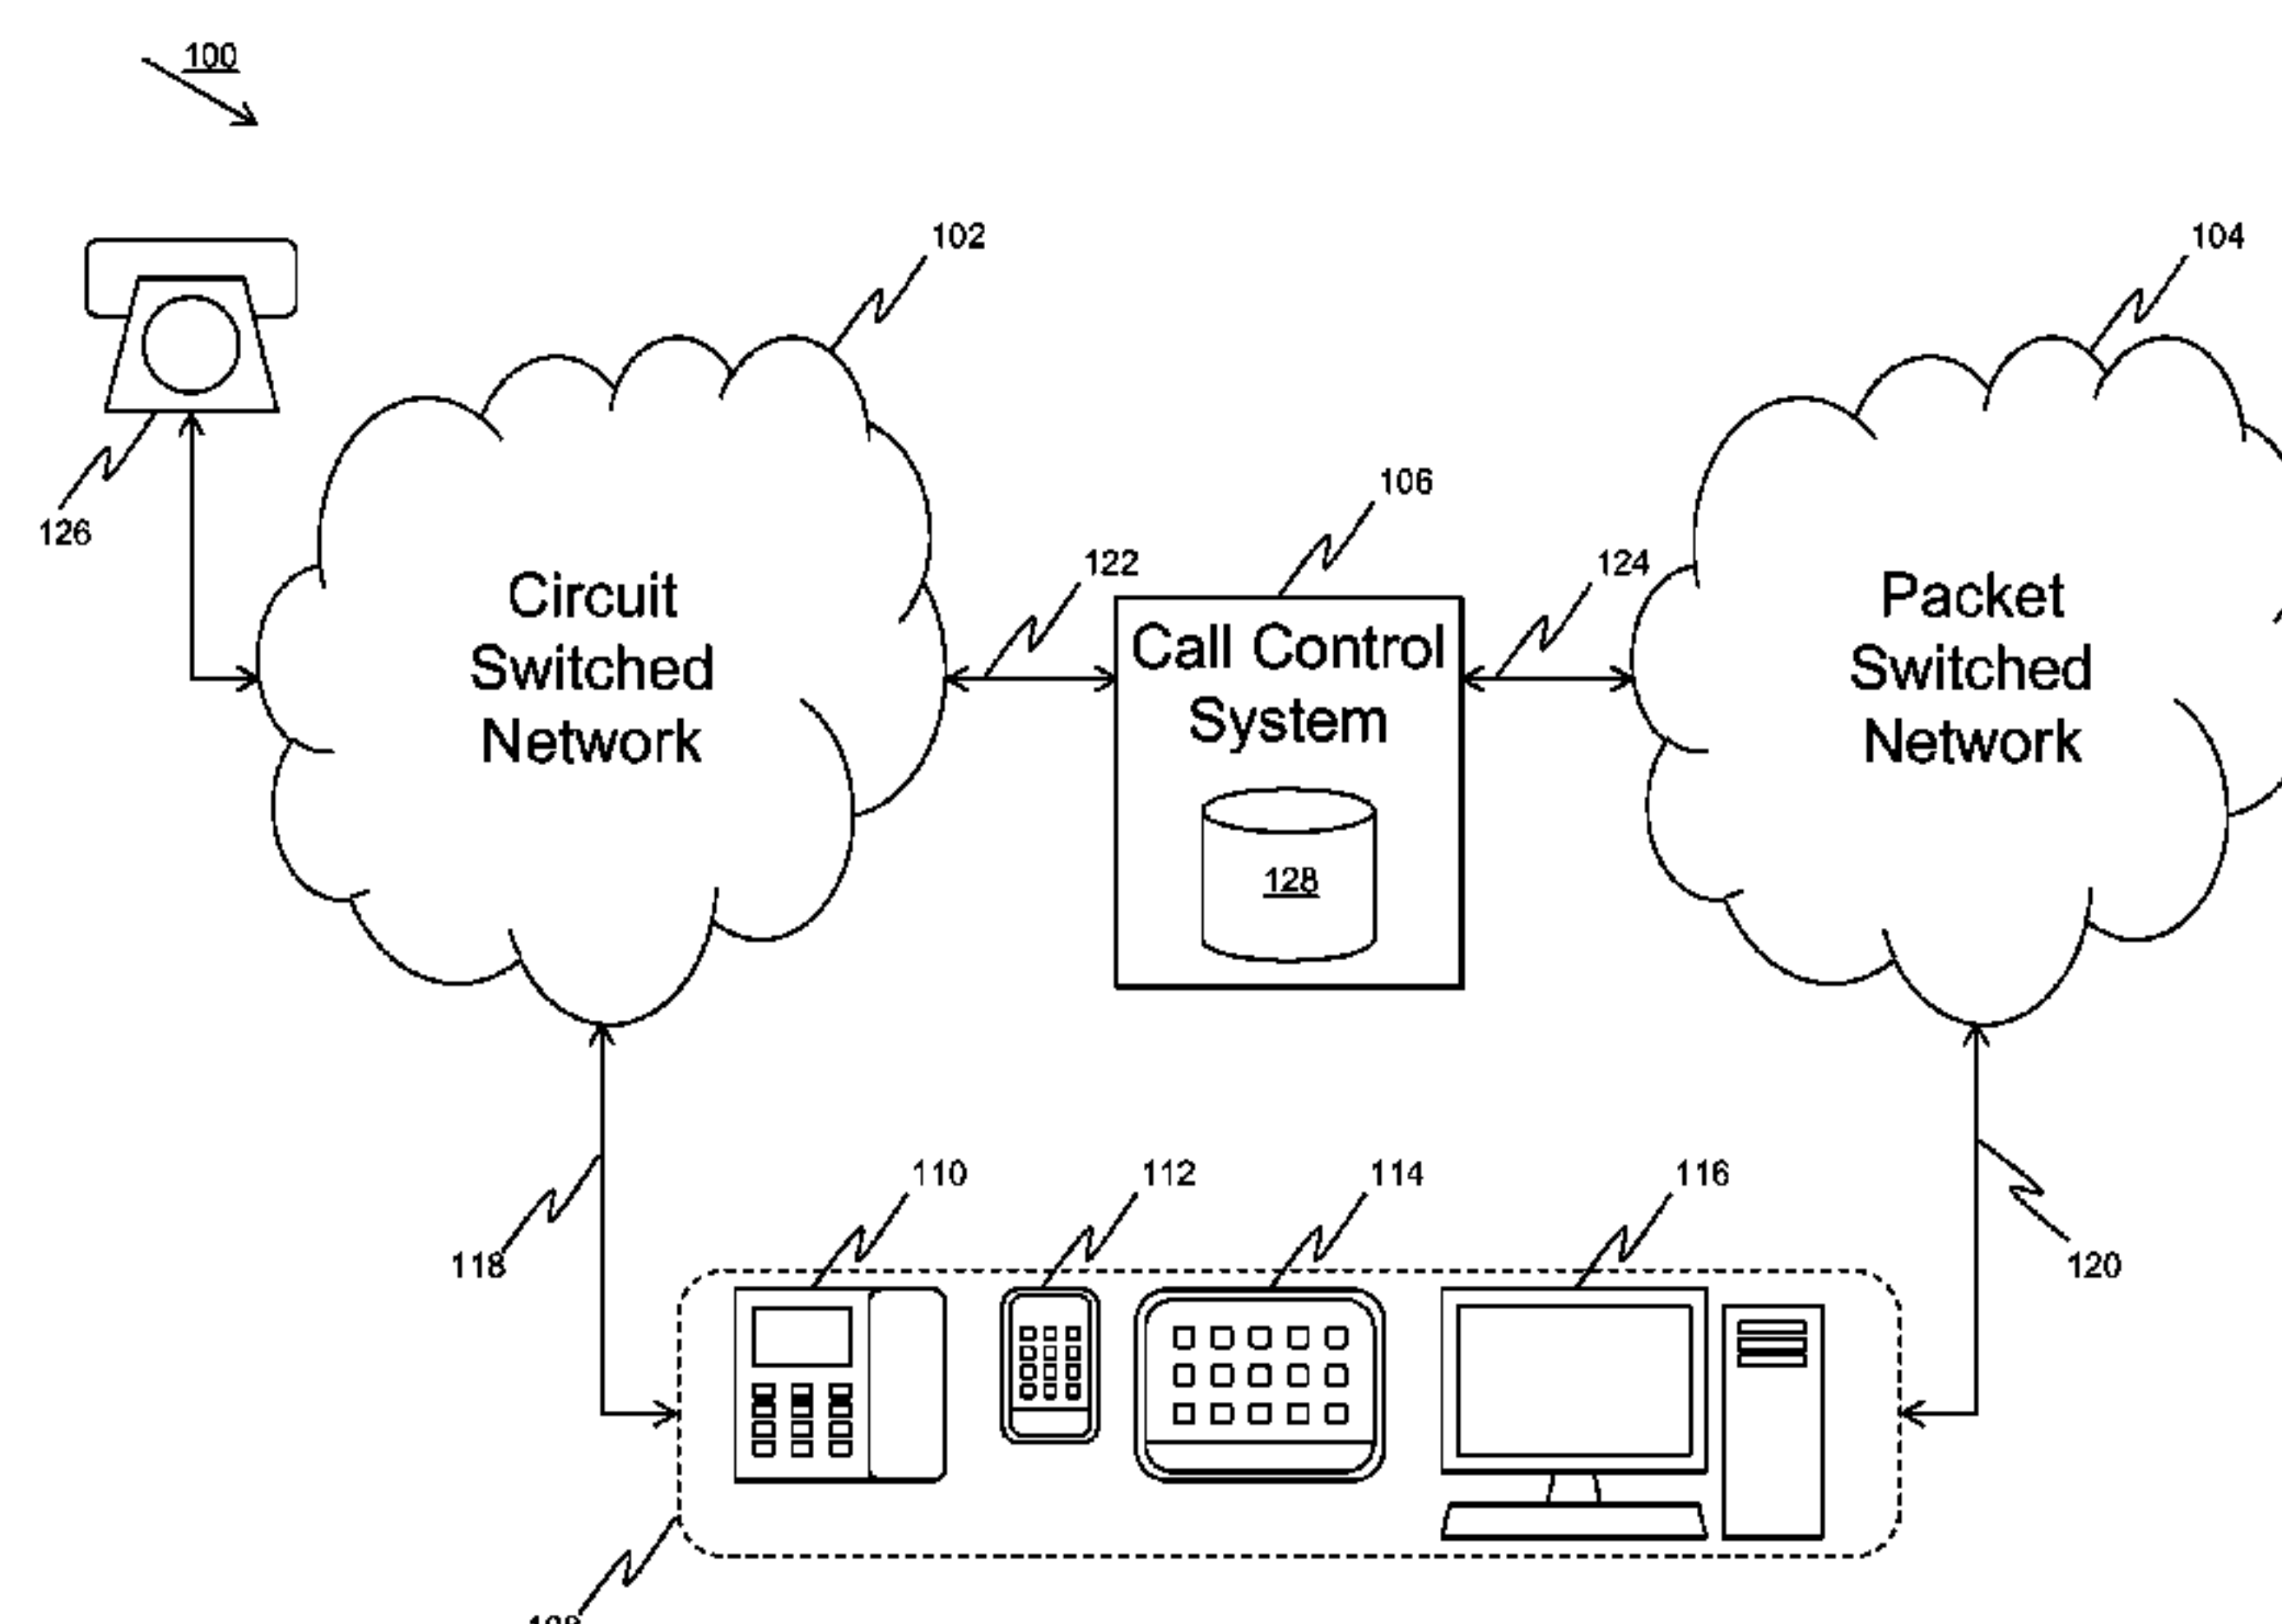 100
102
104
126
106
122
124
Circuit
Switched
Network
Call Control
System
128
Packet
Switched
Network
110
112
114
116
118
120